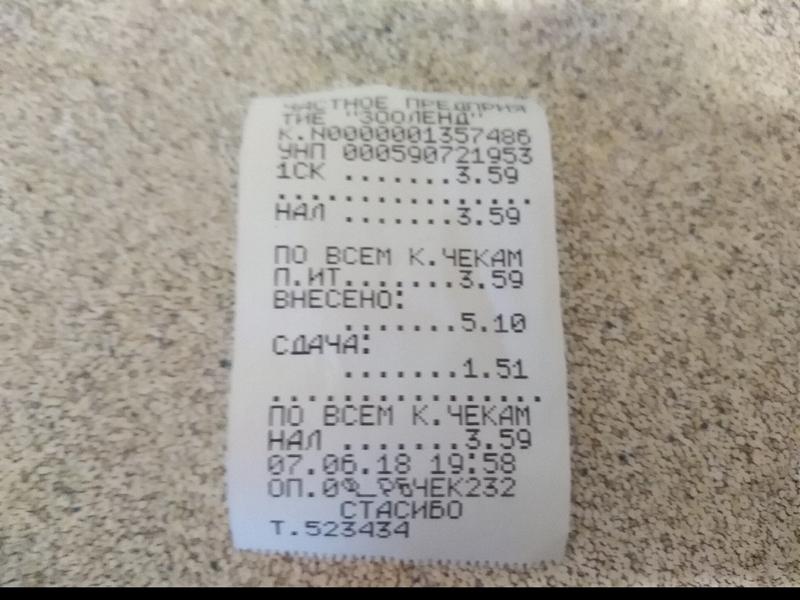 ЧАСТНОЕ ПРЕДПРИЯ
ТИЕ "ЗООЛЕНД"
К.N0000001357486
УНП 000590721953
1СК .......3.59
................
НАЛ .......3.59
ПО ВСЕМ К.ЧЕКАМ
П.ИТ.......3.59
ВНЕСЕНО:
.......5.10
СДАЧА:
.......1.51
................
ПО ВСЕМ К.ЧЕКАМ
НАЛ .......3.59
07.06.18 19:58
ЧЕК232
СТАСИБО
Т.523434